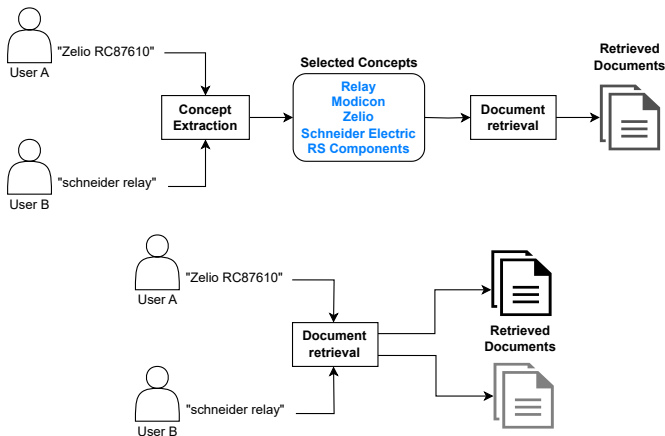 "Zelio RC87610"
User A
Concept
Extraction
"schneider relay"
User B
Selected Concepts
Relay
Modicon
Zelio
Schneider Electric
RS Components
Document
retrieval
Retrieved
Documents
"Zelio RC87610"
User A
Document
retrieval
"schneider relay"
User B
Retrieved
Documents